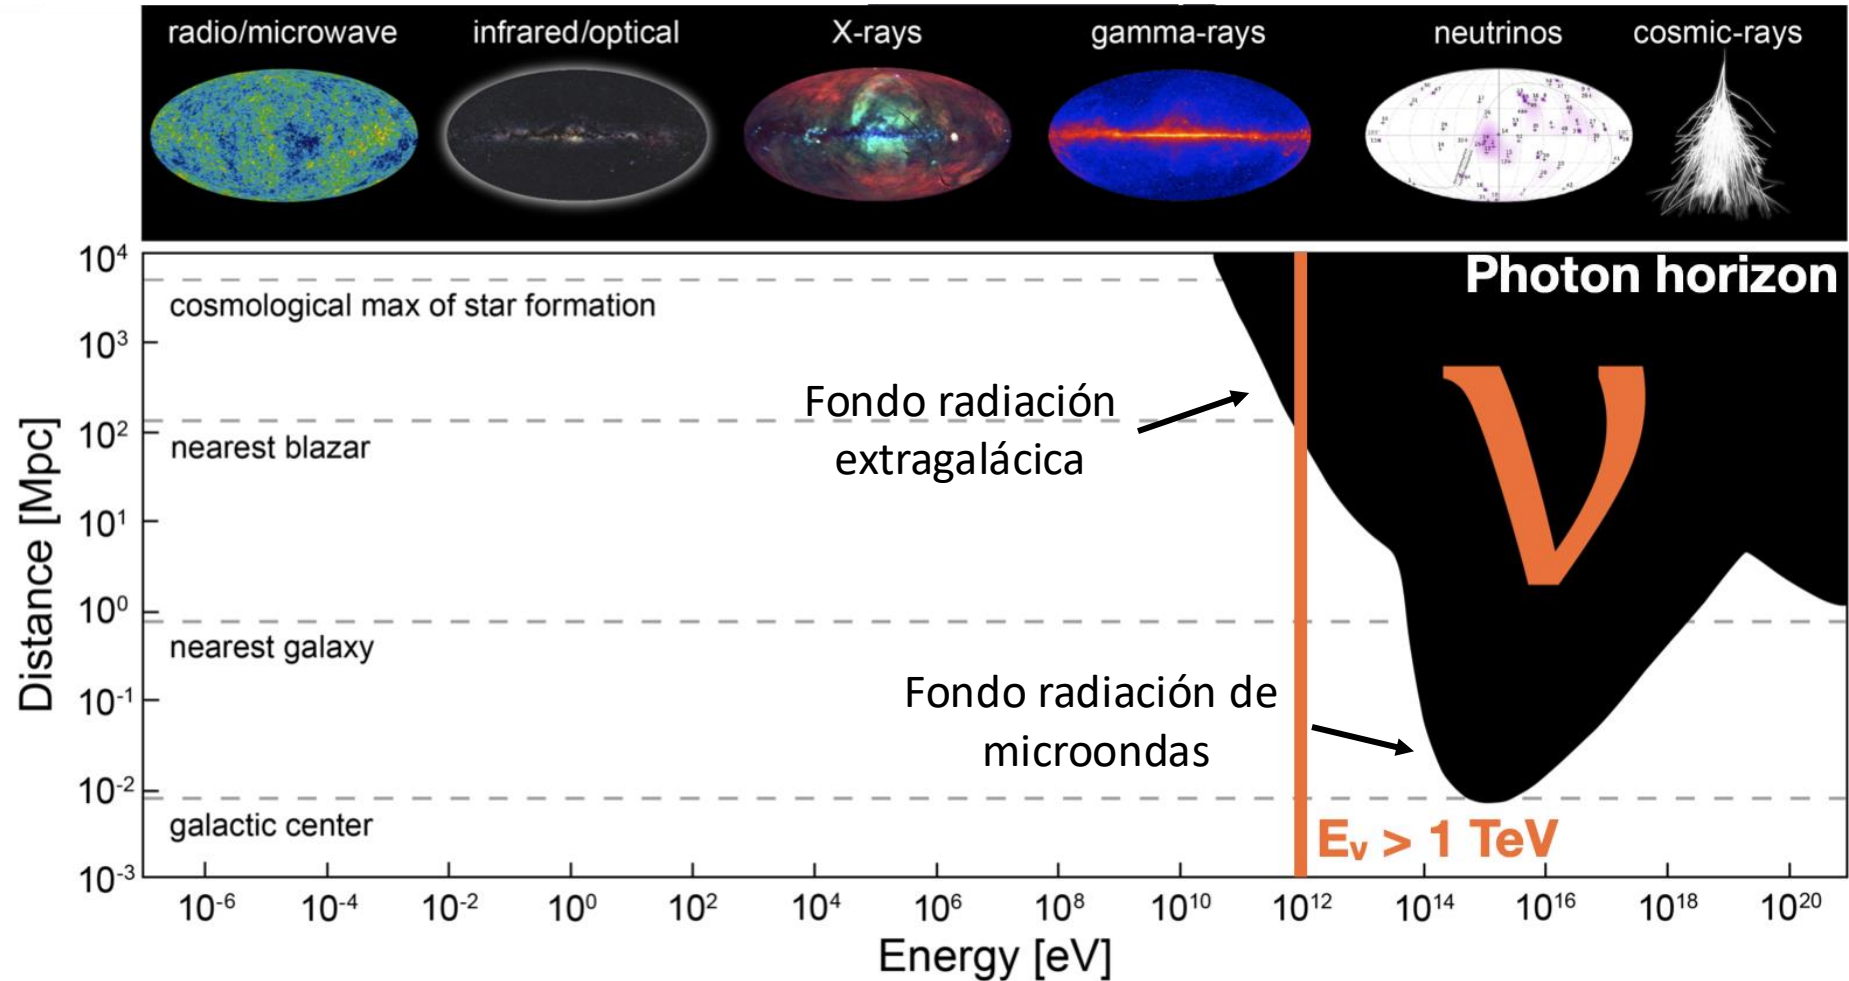 radio/microwave
infrared/optical
X-rays
gamma-rays
neutrinos
cosmic-rays
Photon horizon
10⁴
cosmological max of star formation
10³
Fondo radiación
extragalácica
10²
nearest blazar
10¹
ν
10⁰
nearest galaxy
10⁻¹
Fondo radiación de
microondas
10⁻²
galactic center
Eᵥ > 1 TeV
10⁻³
Distance [Mpc]
10⁻⁶ 10⁻⁴ 10⁻² 10⁰ 10² 10⁴ 10⁶ 10⁸ 10¹⁰ 10¹² 10¹⁴ 10¹⁶ 10¹⁸ 10²⁰
Energy [eV]